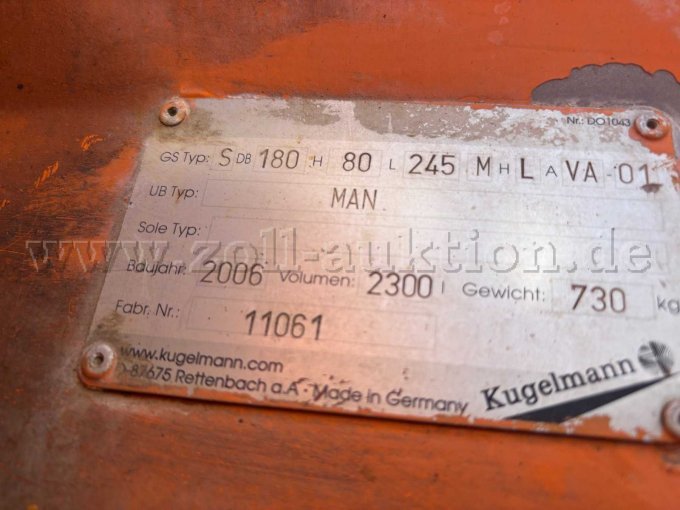 Nr.: DO1043
GS Typ: S DB 180 H 80 L 245 M H L A VA-01
UB Typ: MAN
Sole Typ:
www.zoll-auktion.de
Baujahr: 2006 Volumen: 2300 l Gewicht: 730 kg
Fabr. Nr.: 11061
www.kugelmann.com
D-87675 Rettenbach a.A · Made in Germany
Kugelmann